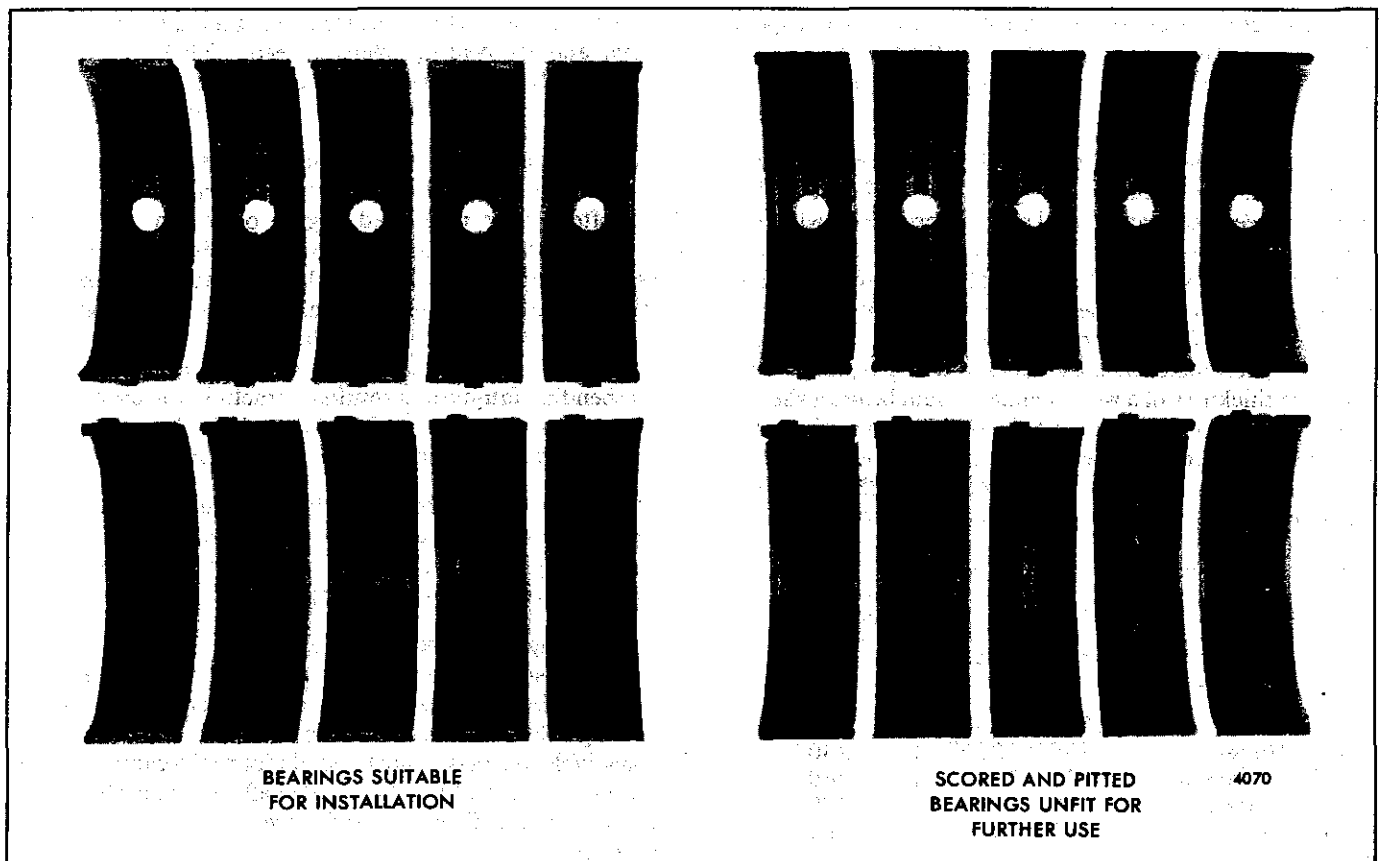 BEARINGS SUITABLE
FOR INSTALLATION
SCORED AND PITTED
BEARINGS UNFIT FOR
FURTHER USE
4070